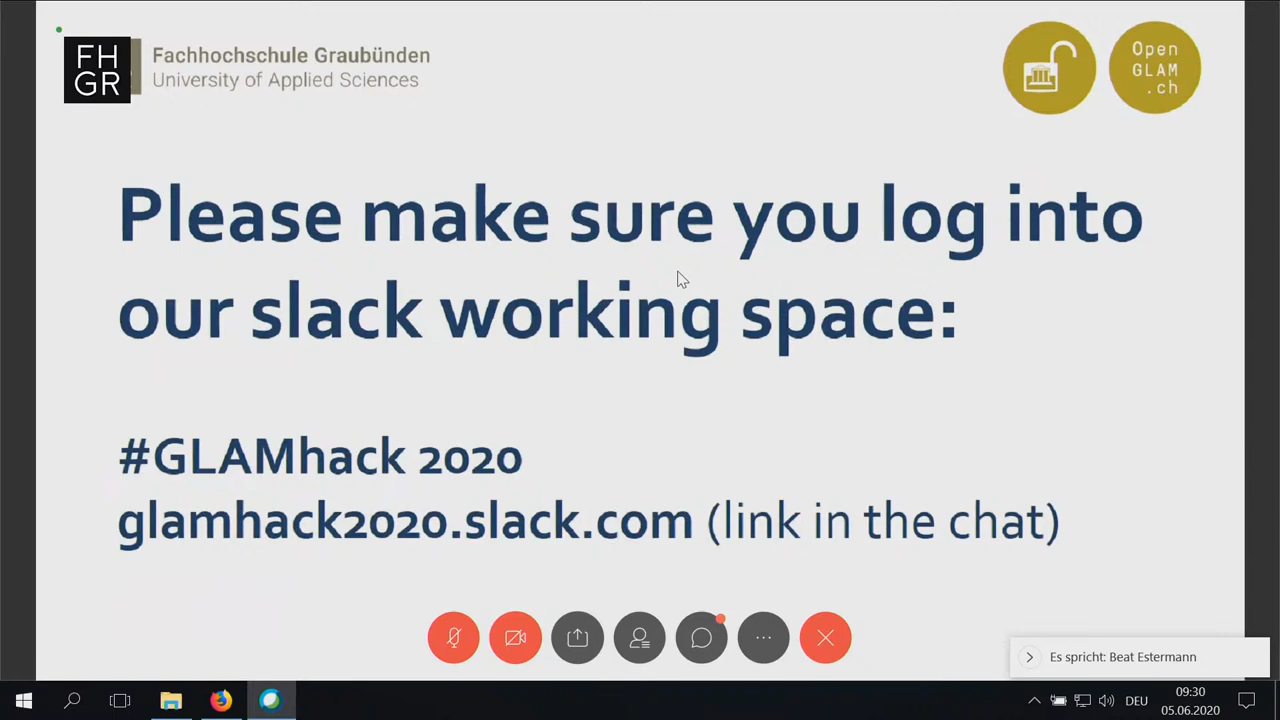 FH
GR
Fachhochschule Graubünden
University of Applied Sciences
Open
GLAM
.ch
Please make sure you log into
our slack working space:
#GLAMhack 2020
glamhack2020.slack.com (link in the chat)
Es spricht: Beat Estermann
DEU
09:30
05.06.2020